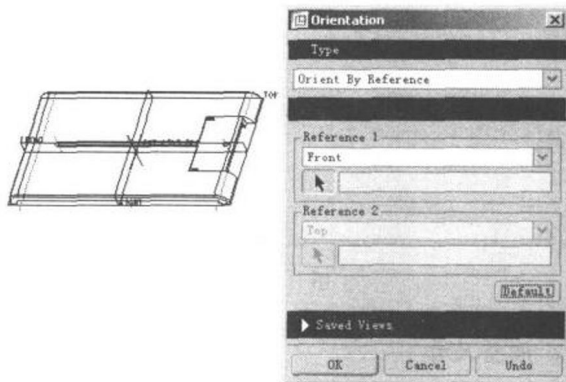 TOP
Orientation
Type
Orient By Reference
Reference 1
Front
Reference 2
Top
Default
Saved Views
OK
Cancel
Undo